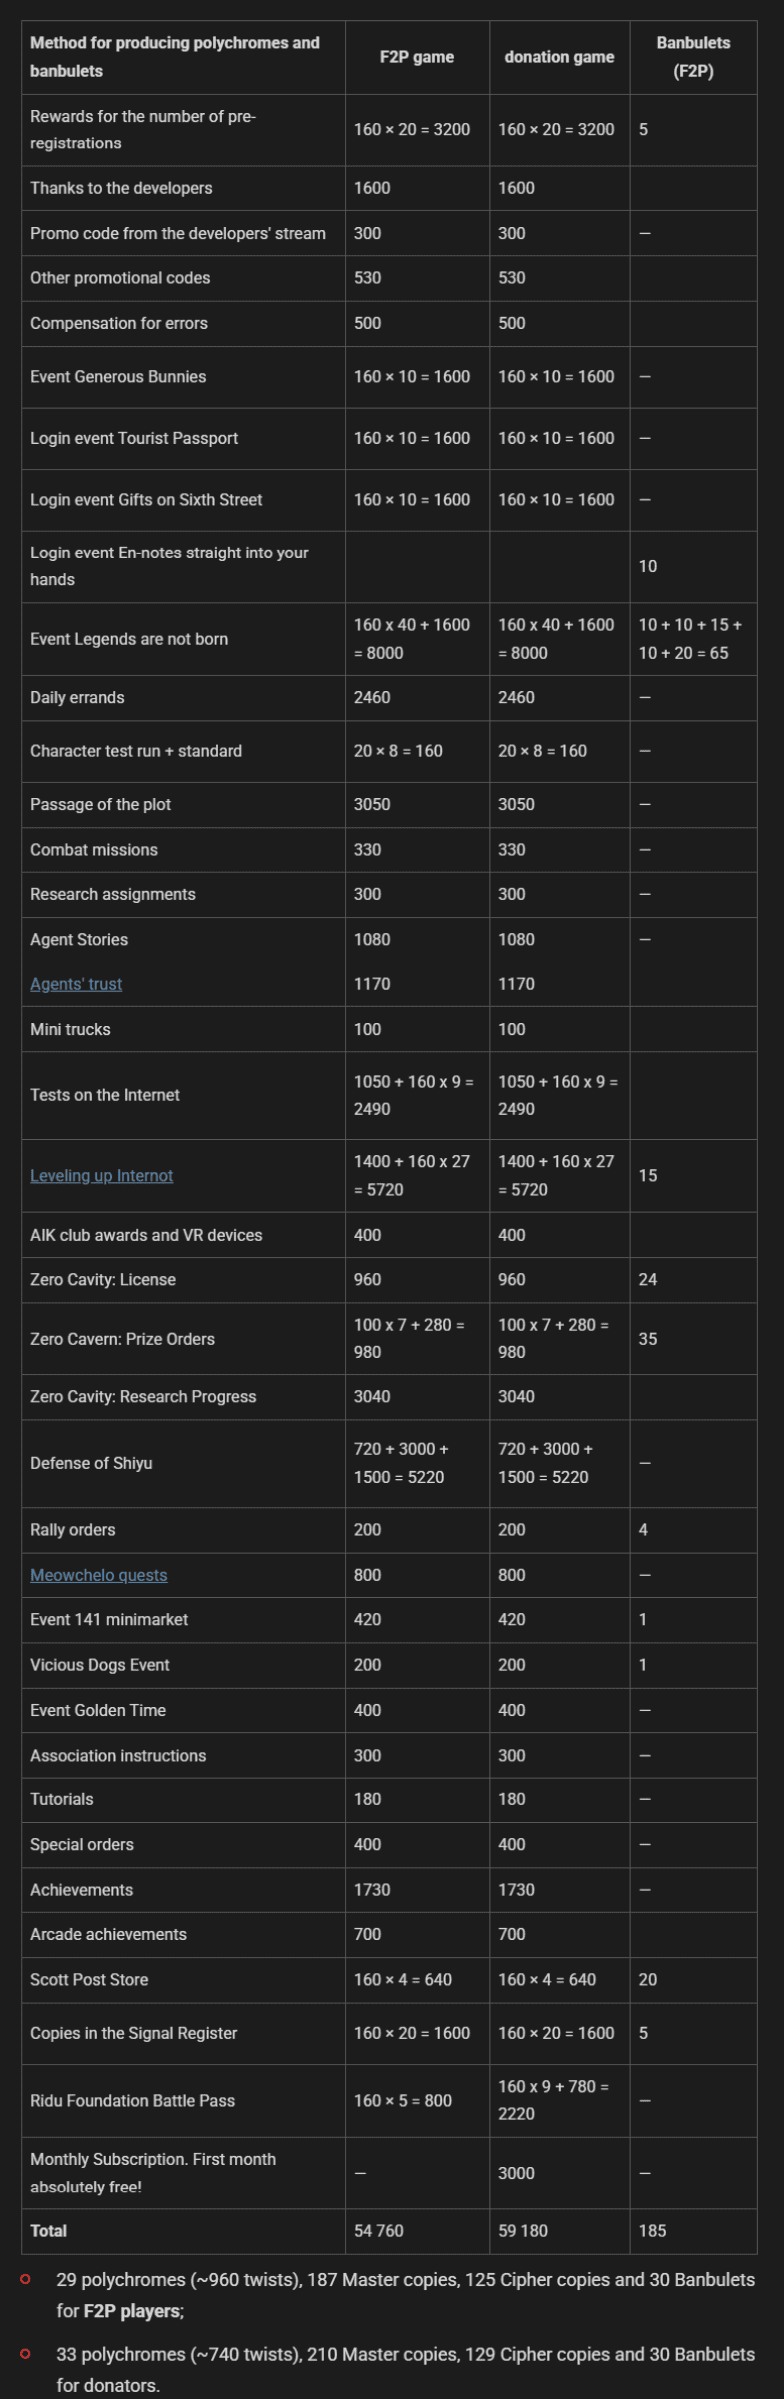 Method for producing polychromes and
banbulets
F2P game
donation game
Banbulets
(F2P)
Rewards for the number of pre-
registrations
160 × 20 = 3200
160 × 20 = 3200
5
Thanks to the developers
1600
1600
Promo code from the developers' stream
300
300
—
Other promotional codes
530
530
Compensation for errors
500
500
Event Generous Bunnies
160 × 10 = 1600
160 × 10 = 1600
—
Login event Tourist Passport
160 × 10 = 1600
160 × 10 = 1600
—
Login event Gifts on Sixth Street
160 × 10 = 1600
160 × 10 = 1600
—
Login event En-notes straight into your
hands
10
Event Legends are not born
160 x 40 + 1600
= 8000
160 x 40 + 1600
= 8000
10 + 10 + 15 +
10 + 20 = 65
Daily errands
2460
2460
—
Character test run + standard
20 × 8 = 160
20 × 8 = 160
—
Passage of the plot
3050
3050
—
Combat missions
330
330
—
Research assignments
300
300
—
Agent Stories
1080
1080
—
Agents' trust
1170
1170
Mini trucks
100
100
Tests on the Internet
1050 + 160 x 9 =
2490
1050 + 160 x 9 =
2490
Leveling up Internot
1400 + 160 x 27
= 5720
1400 + 160 x 27
= 5720
15
AIK club awards and VR devices
400
400
Zero Cavity: License
960
960
24
Zero Cavern: Prize Orders
100 x 7 + 280 =
980
100 x 7 + 280 =
980
35
Zero Cavity: Research Progress
3040
3040
Defense of Shiyu
720 + 3000 +
1500 = 5220
720 + 3000 +
1500 = 5220
—
Rally orders
200
200
4
Meowchelo quests
800
800
—
Event 141 minimarket
420
420
1
Vicious Dogs Event
200
200
1
Event Golden Time
400
400
—
Association instructions
300
300
—
Tutorials
180
180
—
Special orders
400
400
—
Achievements
1730
1730
—
Arcade achievements
700
700
Scott Post Store
160 × 4 = 640
160 × 4 = 640
20
Copies in the Signal Register
160 × 20 = 1600
160 × 20 = 1600
5
Ridu Foundation Battle Pass
160 × 5 = 800
160 x 9 + 780 =
2220
—
Monthly Subscription. First month
absolutely free!
—
3000
—
Total
54 760
59 180
185
29 polychromes (~960 twists), 187 Master copies, 125 Cipher copies and 30 Banbulets
for F2P players;
33 polychromes (~740 twists), 210 Master copies, 129 Cipher copies and 30 Banbulets
for donators.